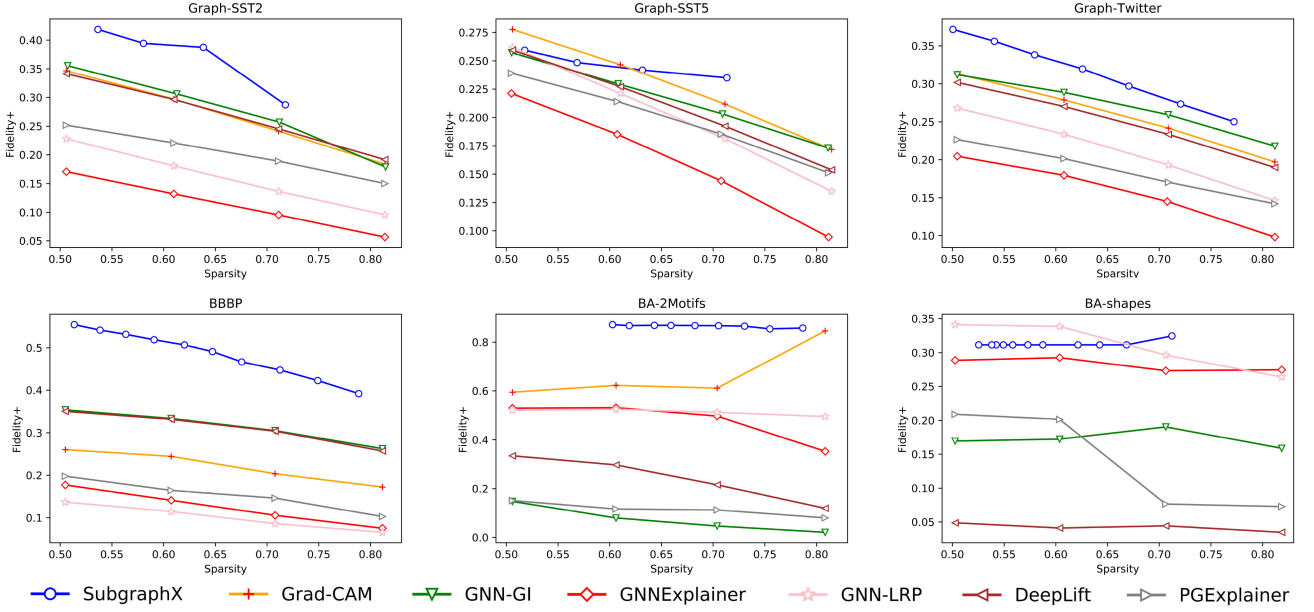 Graph-SST2
Fidelity+
0.40
0.35
0.30
0.25
0.20
0.15
0.10
0.05
0.50 0.55 0.60 0.65 0.70 0.75 0.80
Sparsity
Graph-SST5
Fidelity+
0.275
0.250
0.225
0.200
0.175
0.150
0.125
0.100
0.50 0.55 0.60 0.65 0.70 0.75 0.80
Sparsity
Graph-Twitter
Fidelity+
0.35
0.30
0.25
0.20
0.15
0.10
0.50 0.55 0.60 0.65 0.70 0.75 0.80
Sparsity
BBBP
Fidelity+
0.5
0.4
0.3
0.2
0.1
0.50 0.55 0.60 0.65 0.70 0.75 0.80
Sparsity
BA-2Motifs
Fidelity+
0.8
0.6
0.4
0.2
0.0
0.50 0.55 0.60 0.65 0.70 0.75 0.80
Sparsity
BA-shapes
Fidelity+
0.35
0.30
0.25
0.20
0.15
0.10
0.05
0.50 0.55 0.60 0.65 0.70 0.75 0.80
Sparsity
SubgraphX Grad-CAM GNN-GI GNNExplainer GNN-LRP DeepLift PGExplainer